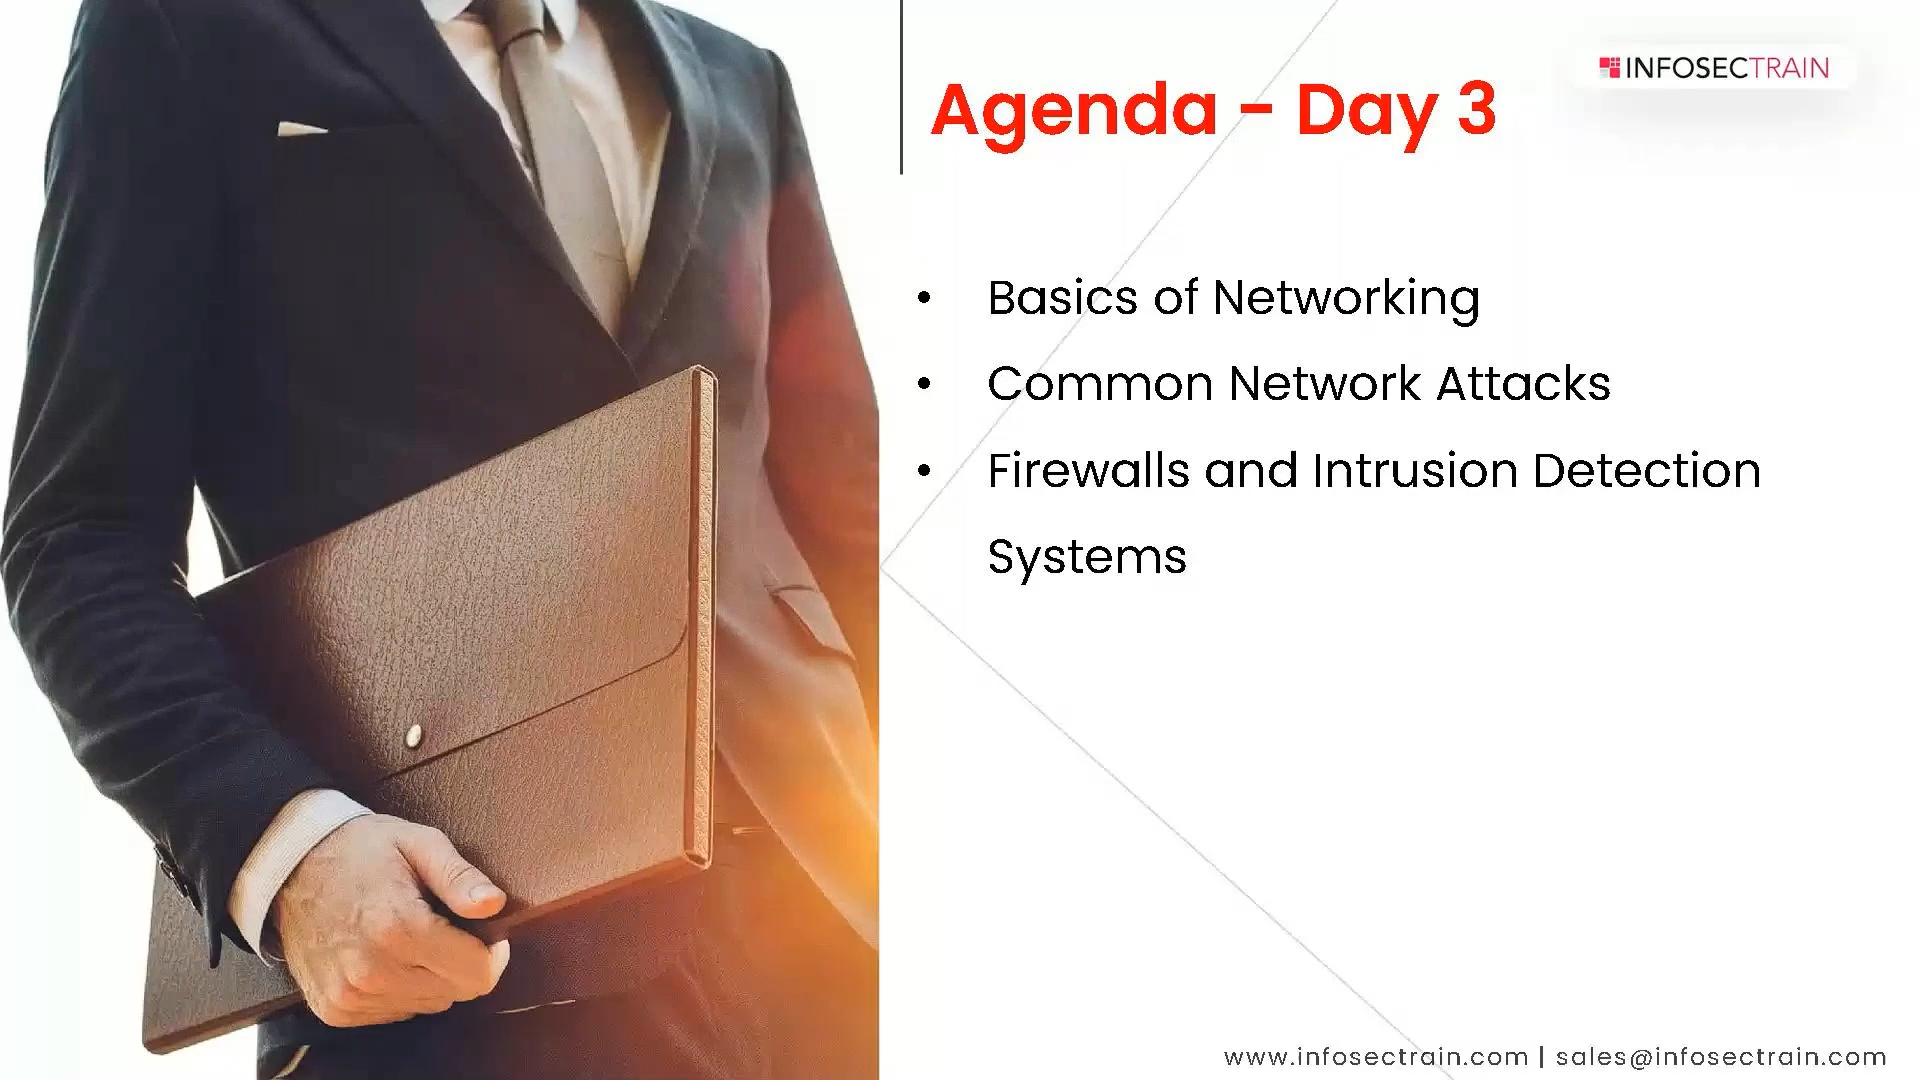 INFOSECTRAIN
Agenda - Day 3
• Basics of Networking
• Common Network Attacks
• Firewalls and Intrusion Detection
Systems
www.infosectrain.com | sales@infosectrain.com